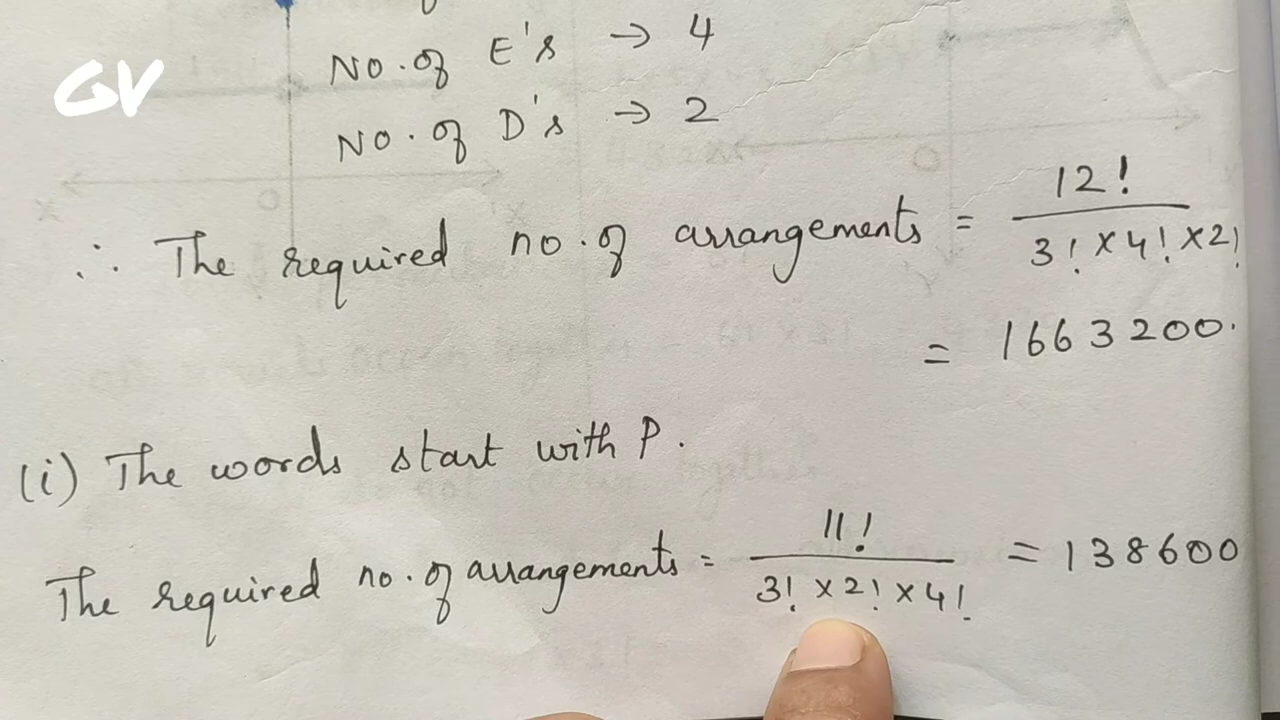 GV
No. of E's → 4
No. of D's → 2
∴ The required no. of arrangements = 12! / 3! × 4! × 2!
= 1663200.
(i) The words start with P.
The required no. of arrangements = 11! / 3! × 2! × 4! = 138600